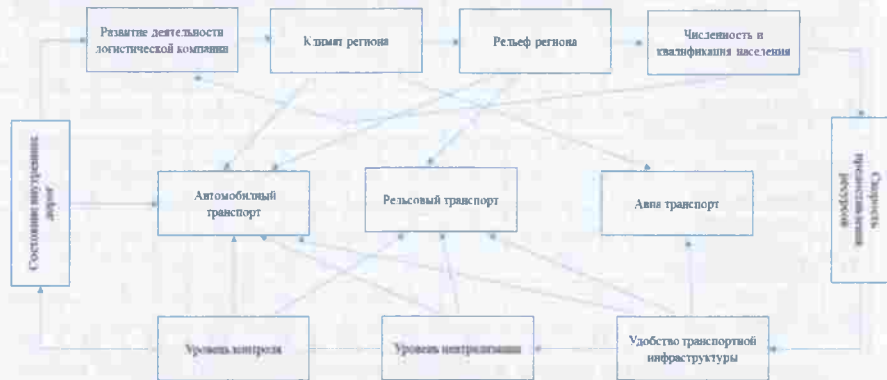 Развитие деятельности
логистической компании
Климат региона
Рельеф региона
Численность и
квалификация населения
Состояние внутренних
дорог
Скорость
предоставления
ресурсов
Автомобильный
транспорт
Рельсовый транспорт
Авиа транспорт
Уровень контроля
Уровень централизации
Удобство транспортной
инфраструктуры